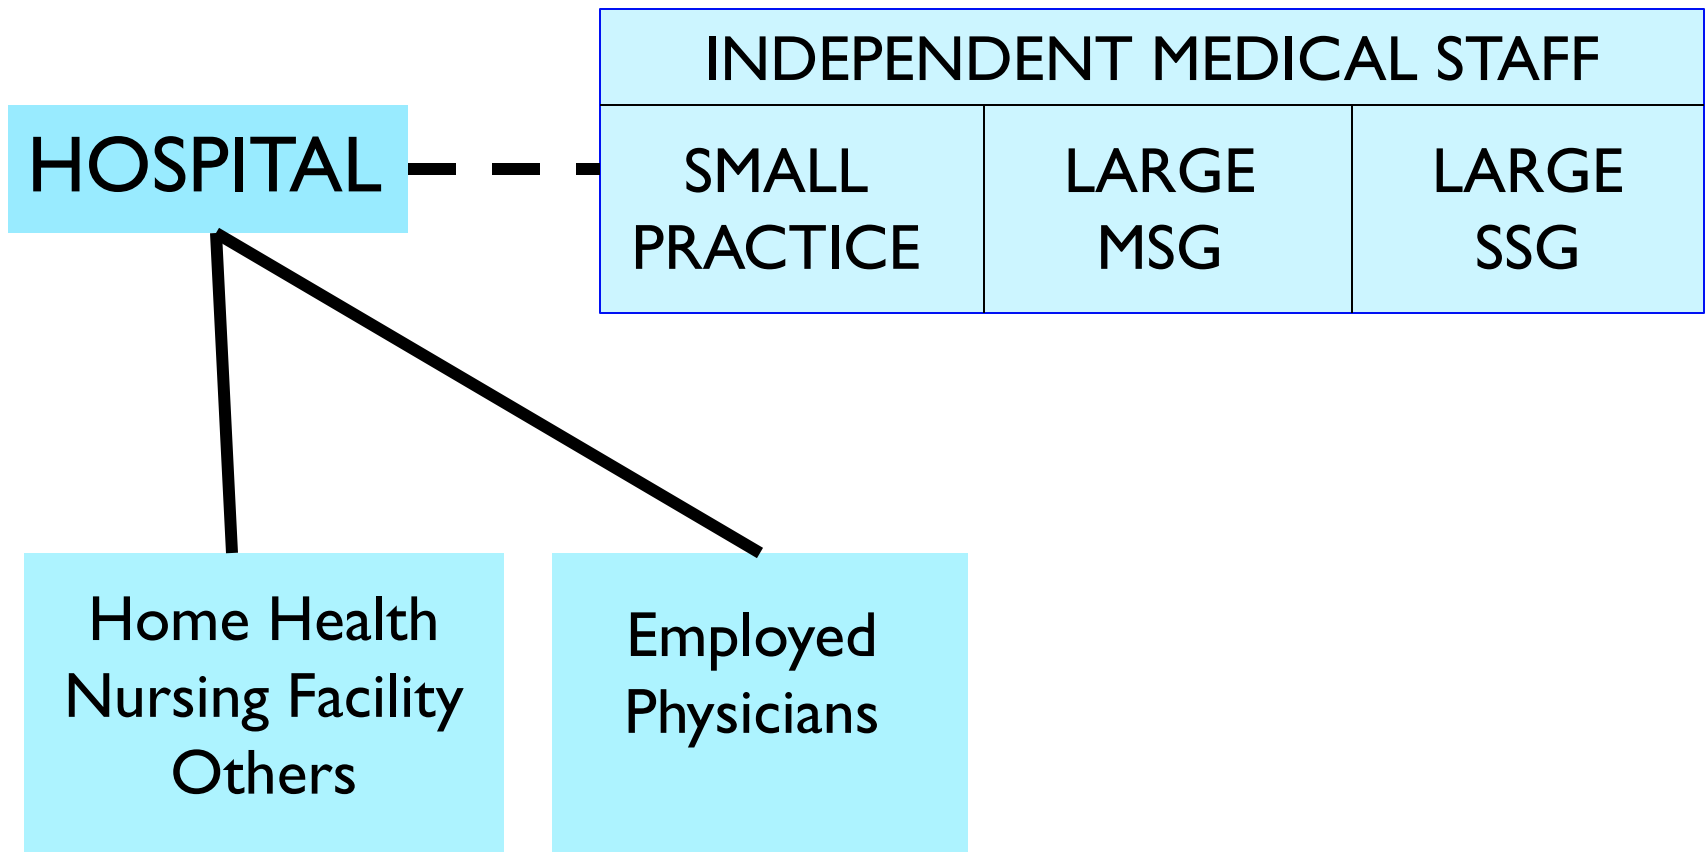 INDEPENDENT MEDICAL STAFF
HOSPITAL
SMALL
PRACTICE
LARGE
MSG
LARGE
SSG
Home Health
Nursing Facility
Others
Employed
Physicians